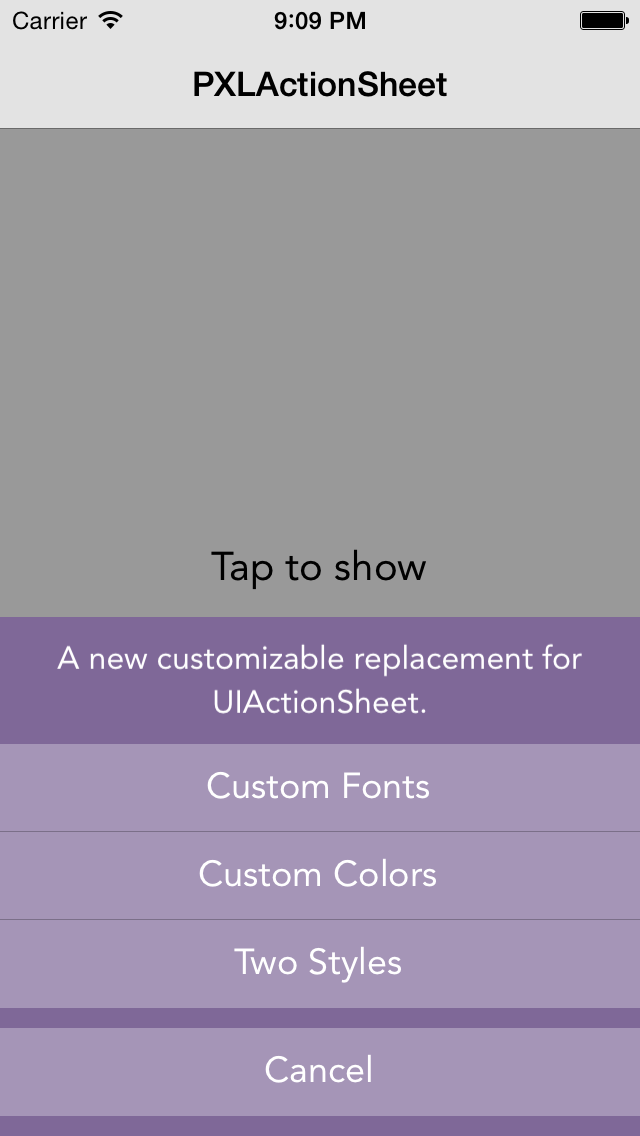 Carrier 9:09 PM
PXLActionSheet
Tap to show
A new customizable replacement for
UIActionSheet.
Custom Fonts
Custom Colors
Two Styles
Cancel